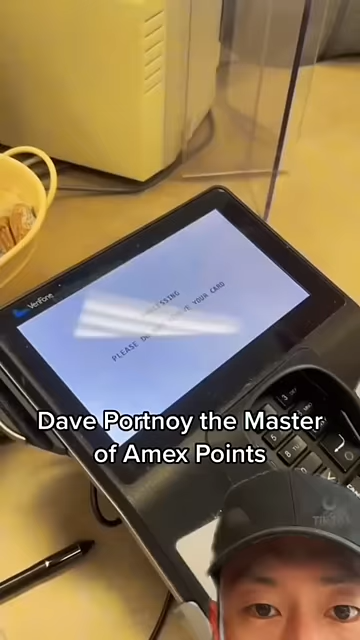 VeriFone
PLEASE DO
YOUR CARD
Dave Portnoy the Master
of Amex Points